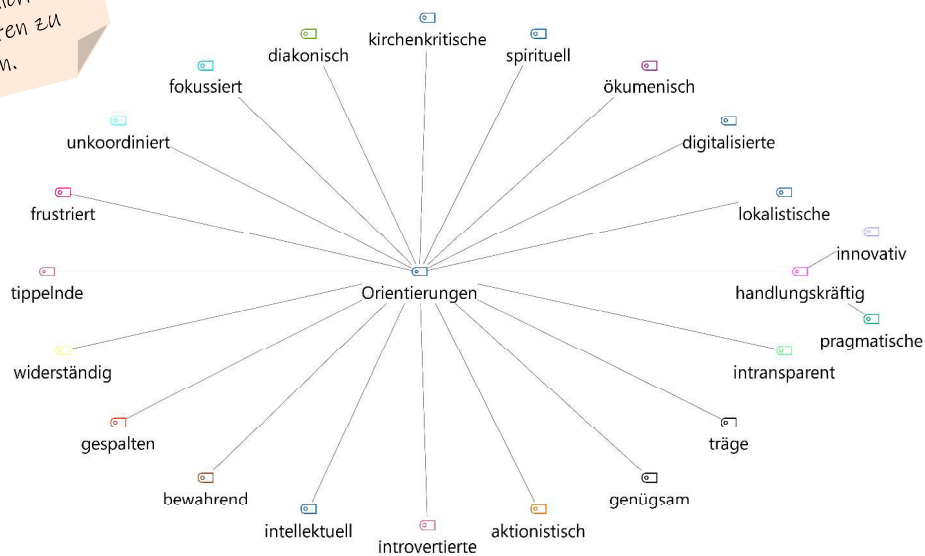 ten zu
n.
kirchenkritische
diakonisch
spirituell
fokussiert
ökumenisch
unkoordiniert
digitalisierte
frustriert
lokalistische
innovativ
tippelnde
Orientierungen
handlungskräftig
pragmatische
widerständig
intransparent
gespalten
träge
bewahrend
genügsam
intellektuell
aktionistisch
introvertierte